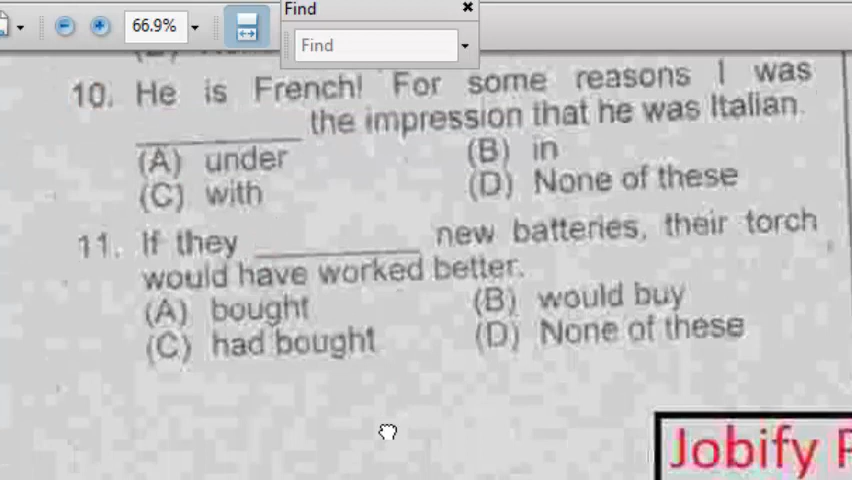 Find
66.9%
Find
10. He is French! For some reasons I was
__________ the impression that he was Italian.
(A) under (B) in
(C) with (D) None of these
11. If they __________ new batteries, their torch
would have worked better.
(A) bought (B) would buy
(C) had bought (D) None of these
Jobify